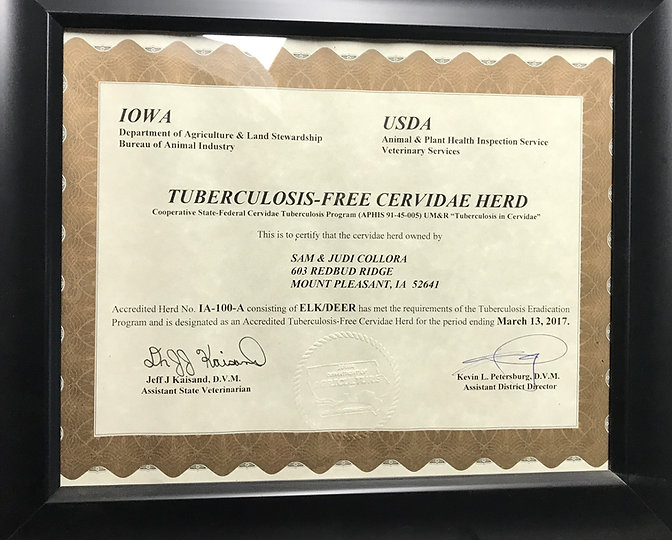 IOWA
Department of Agriculture & Land Stewardship
Bureau of Animal Industry
USDA
Animal & Plant Health Inspection Service
Veterinary Services
TUBERCULOSIS-FREE CERVIDAE HERD
Cooperative State-Federal Cervidae Tuberculosis Program (APHIS 91-45-005) UM&R "Tuberculosis in Cervidae"
This is to certify that the cervidae herd owned by
SAM & JUDI COLLORA
603 REDBUD RIDGE
MOUNT PLEASANT, IA 52641
Accredited Herd No. IA-100-A consisting of ELK/DEER has met the requirements of the Tuberculosis Eradication
Program and is designated as an Accredited Tuberculosis-Free Cervidae Herd for the period ending March 13, 2017.
Jeff J Kaisand, D.V.M.
Assistant State Veterinarian
AGRICULTURE
Kevin L. Petersburg, D.V.M.
Assistant District Director